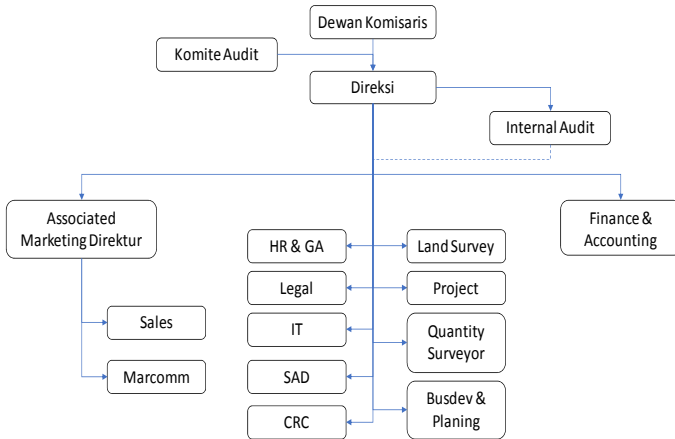 Dewan Komisaris
Komite Audit
Direksi
Internal Audit
Associated
Marketing Direktur
Finance &
Accounting
HR & GA
Land Survey
Legal
Project
Sales
IT
Quantity
Surveyor
Marcomm
SAD
Busdev &
Planing
CRC